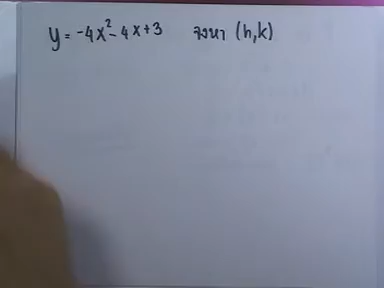 y = -4x² - 4x + 3 จงหา (h,k)